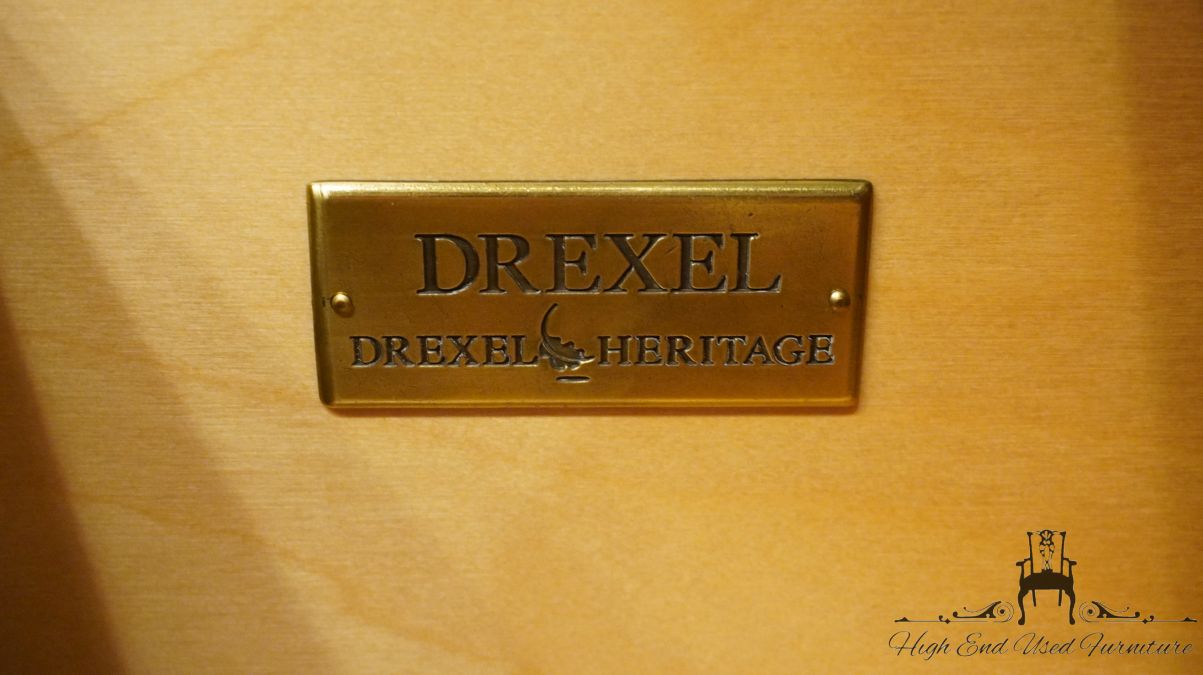 DREXEL
DREXEL HERITAGE
High End Used Furniture